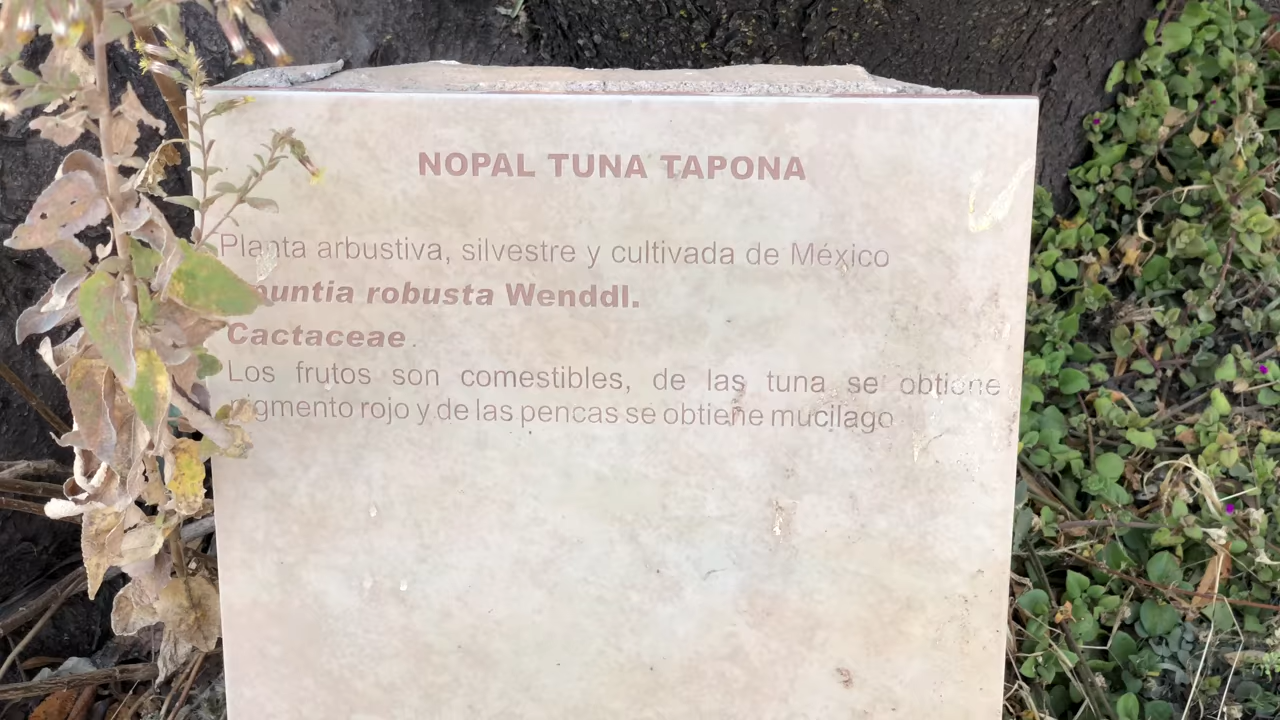 NOPAL TUNA TAPONA
Planta arbustiva, silvestre y cultivada de México
robusta Wenddl.
Cactaceae.
Los frutos son comestibles, de las tuna se obtiene
pigmento rojo y de las pencas se obtiene mucilago